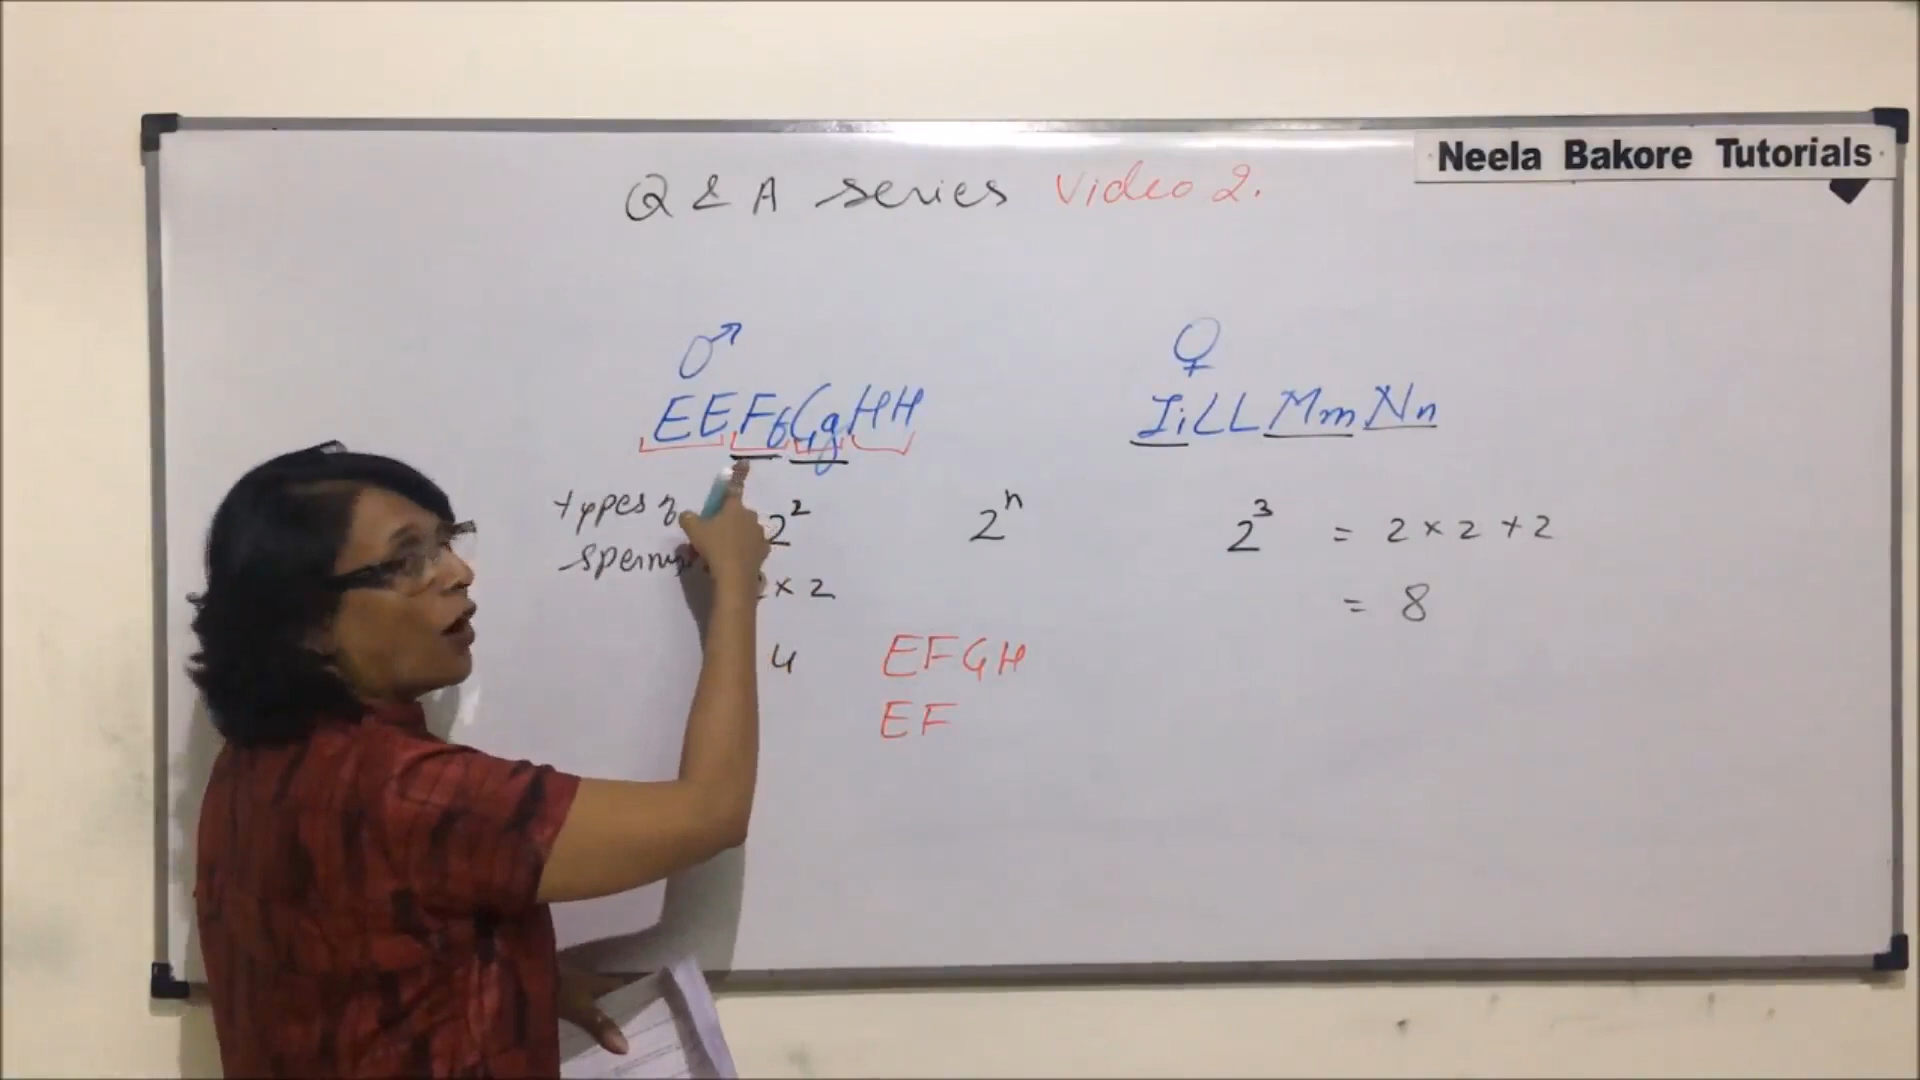 Neela Bakore Tutorials
Q & A series Video 2.
♂
EEFfGgHH
♀
IiLLMmNn
types of
sperms
2²
2ⁿ
× 2
4
EFGH
EF
2³ = 2 × 2 × 2
= 8